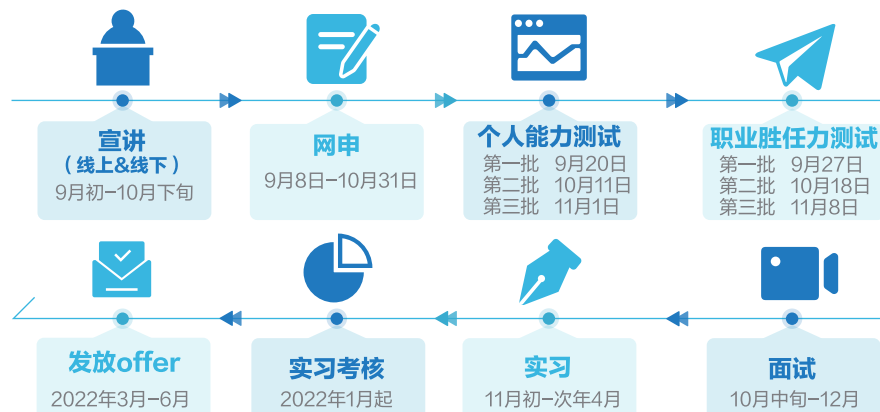 宣讲
（线上&线下）
9月初-10月下旬
网申
9月8日-10月31日
个人能力测试
第一批 9月20日
第二批 10月11日
第三批 11月1日
职业胜任力测试
第一批 9月27日
第二批 10月18日
第三批 11月8日
发放offer
2022年3月-6月
实习考核
2022年1月起
实习
11月初-次年4月
面试
10月中旬-12月